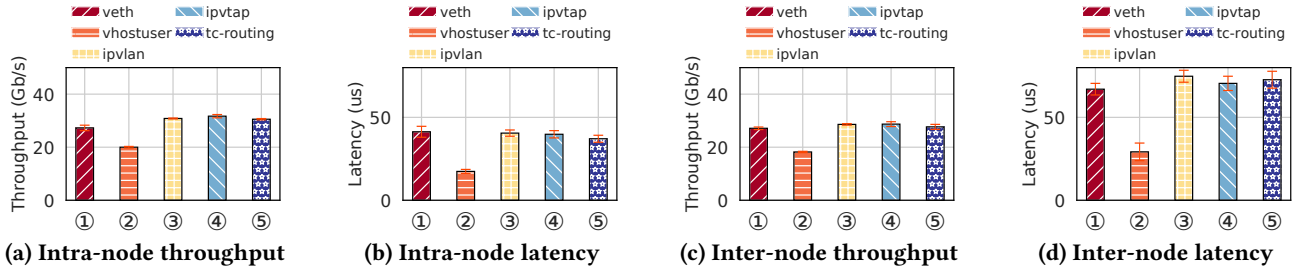 veth
ipvtap
vhostuser
tc-routing
ipvlan
Throughput (Gb/s)
40
20
0
① ② ③ ④ ⑤
(a) Intra-node throughput
veth
ipvtap
vhostuser
tc-routing
ipvlan
Latency (us)
50
0
① ② ③ ④ ⑤
(b) Intra-node latency
veth
ipvtap
vhostuser
tc-routing
ipvlan
Throughput (Gb/s)
40
20
0
① ② ③ ④ ⑤
(c) Inter-node throughput
veth
ipvtap
vhostuser
tc-routing
ipvlan
Latency (us)
50
0
① ② ③ ④ ⑤
(d) Inter-node latency